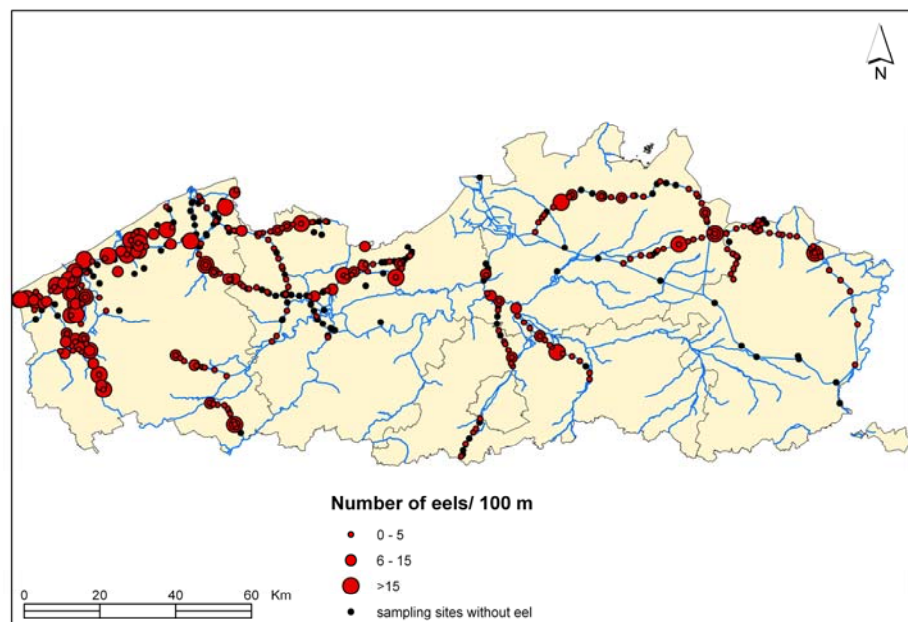 N
Number of eels/ 100 m
0 - 5
6 - 15
>15
sampling sites without eel
0 20 40 60 Km